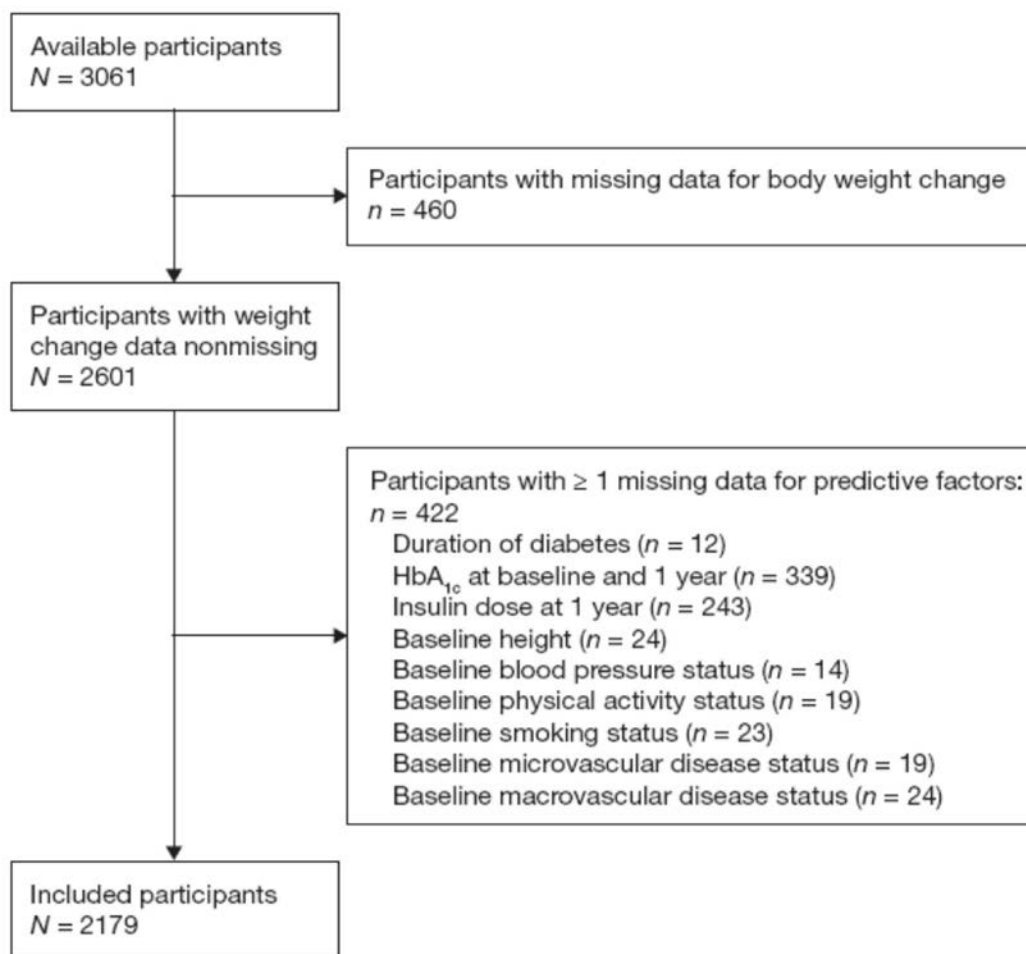 Available participants
N = 3061
Participants with missing data for body weight change
n = 460
Participants with weight
change data nonmissing
N = 2601
Participants with ≥ 1 missing data for predictive factors:
n = 422
Duration of diabetes (n = 12)
HbA1c at baseline and 1 year (n = 339)
Insulin dose at 1 year (n = 243)
Baseline height (n = 24)
Baseline blood pressure status (n = 14)
Baseline physical activity status (n = 19)
Baseline smoking status (n = 23)
Baseline microvascular disease status (n = 19)
Baseline macrovascular disease status (n = 24)
Included participants
N = 2179